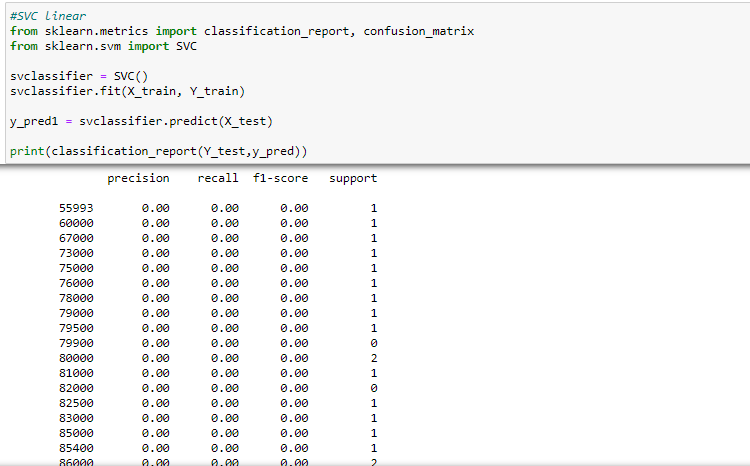 #SVC linear
from sklearn.metrics import classification_report, confusion_matrix
from sklearn.svm import SVC
svclassifier = SVC()
svclassifier.fit(X_train, Y_train)
y_pred1 = svclassifier.predict(X_test)
print(classification_report(Y_test,y_pred))
precision recall f1-score support
55993 0.00 0.00 0.00 1
60000 0.00 0.00 0.00 1
67000 0.00 0.00 0.00 1
73000 0.00 0.00 0.00 1
75000 0.00 0.00 0.00 1
76000 0.00 0.00 0.00 1
78000 0.00 0.00 0.00 1
79000 0.00 0.00 0.00 1
79500 0.00 0.00 0.00 1
79900 0.00 0.00 0.00 0
80000 0.00 0.00 0.00 2
81000 0.00 0.00 0.00 1
82000 0.00 0.00 0.00 0
82500 0.00 0.00 0.00 1
83000 0.00 0.00 0.00 1
85000 0.00 0.00 0.00 1
85400 0.00 0.00 0.00 1
86000 0.00 0.00 0.00 2